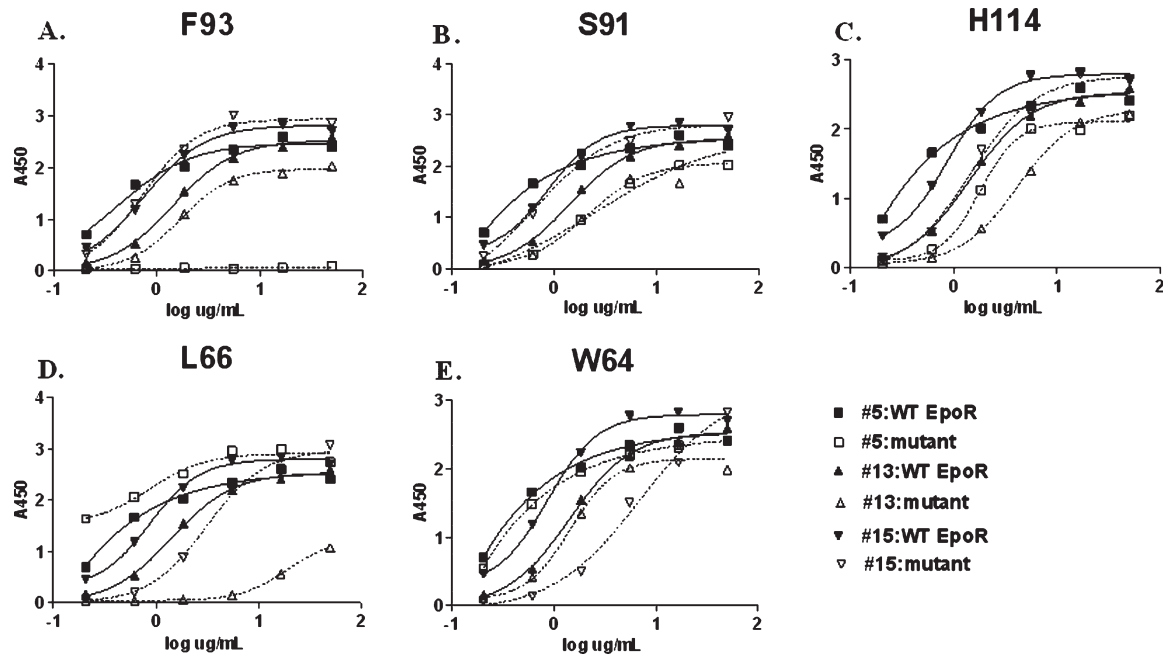 A.
F93
4
3
2
1
0
A450
-1
0
1
2
log ug/mL
B.
S91
4
3
2
1
0
A450
-1
0
1
2
log ug/mL
C.
H114
3
2
1
0
A450
-1
0
1
2
log ug/mL
D.
L66
4
3
2
1
0
A450
-1
0
1
2
log ug/mL
E.
W64
3
2
1
0
A450
-1
0
1
2
log ug/mL
#5:WT EpoR
#5:mutant
#13:WT EpoR
#13:mutant
#15:WT EpoR
#15:mutant